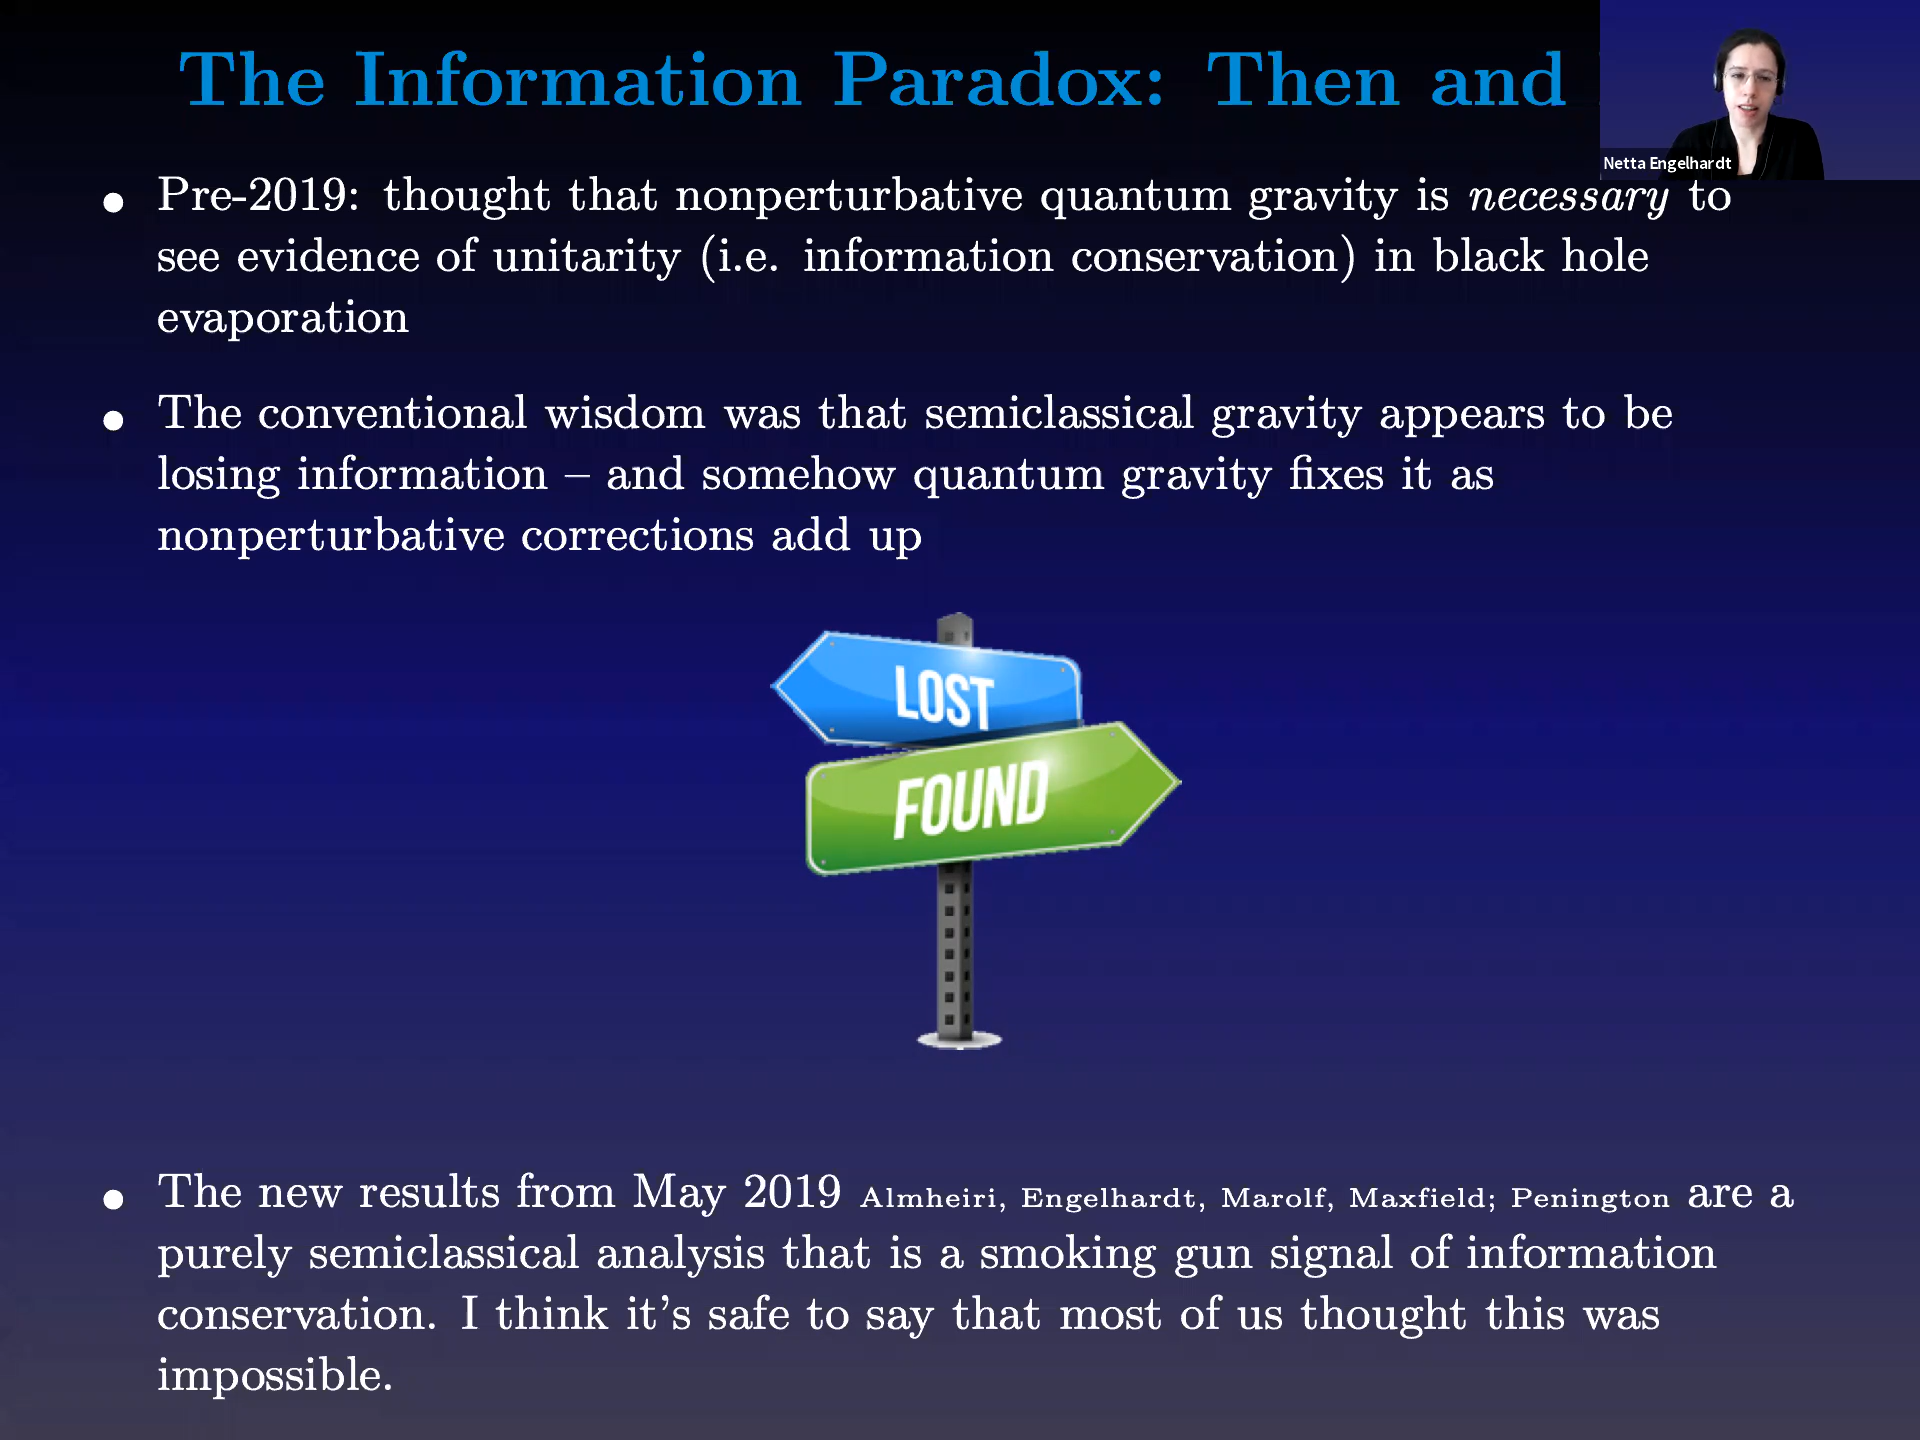 The Information Paradox: Then and
Netta Engelhardt
• Pre-2019: thought that nonperturbative quantum gravity is necessary to
see evidence of unitarity (i.e. information conservation) in black hole
evaporation
• The conventional wisdom was that semiclassical gravity appears to be
losing information – and somehow quantum gravity fixes it as
nonperturbative corrections add up
LOST
FOUND
• The new results from May 2019 Almheiri, Engelhardt, Marolf, Maxfield; Penington are a
purely semiclassical analysis that is a smoking gun signal of information
conservation. I think it's safe to say that most of us thought this was
impossible.